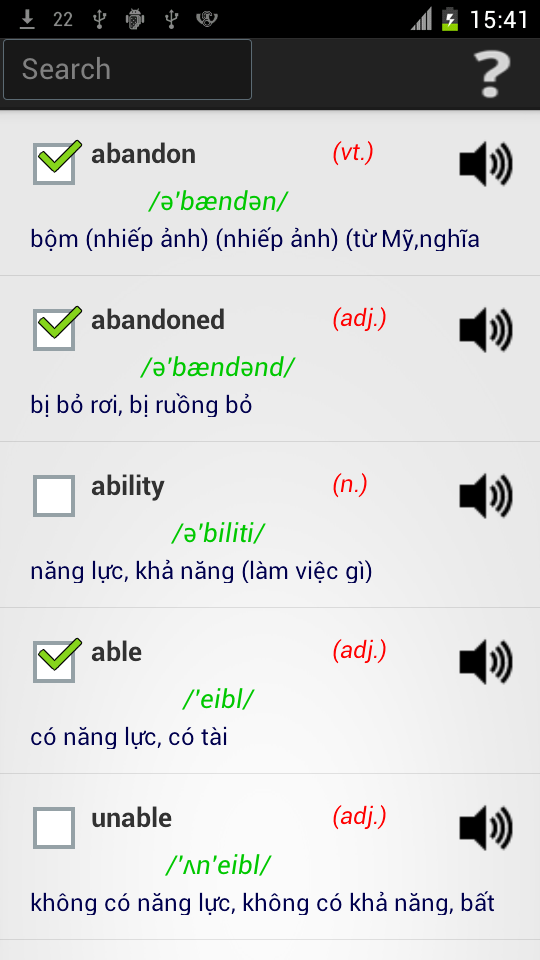 22 15:41
Search ?
abandon (vt.)
/ə'bændən/
bộm (nhiếp ảnh) (nhiếp ảnh) (từ Mỹ,nghĩa
abandoned (adj.)
/ə'bændənd/
bị bỏ rơi, bị ruồng bỏ
ability (n.)
/ə'biliti/
năng lực, khả năng (làm việc gì)
able (adj.)
/'eibl/
có năng lực, có tài
unable (adj.)
/'ʌn'eibl/
không có năng lực, không có khả năng, bất